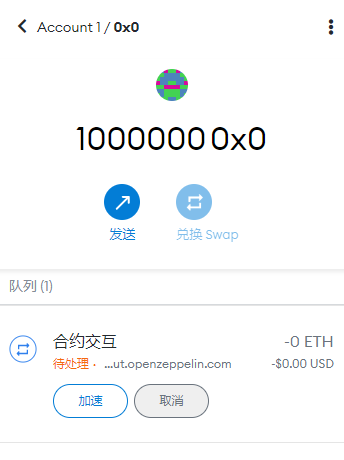 Account 1 / 0x0
1000000 0x0
发送
兑换 Swap
队列 (1)
合约交互
-0 ETH
待处理 · ...ut.openzeppelin.com
-$0.00 USD
加速
取消